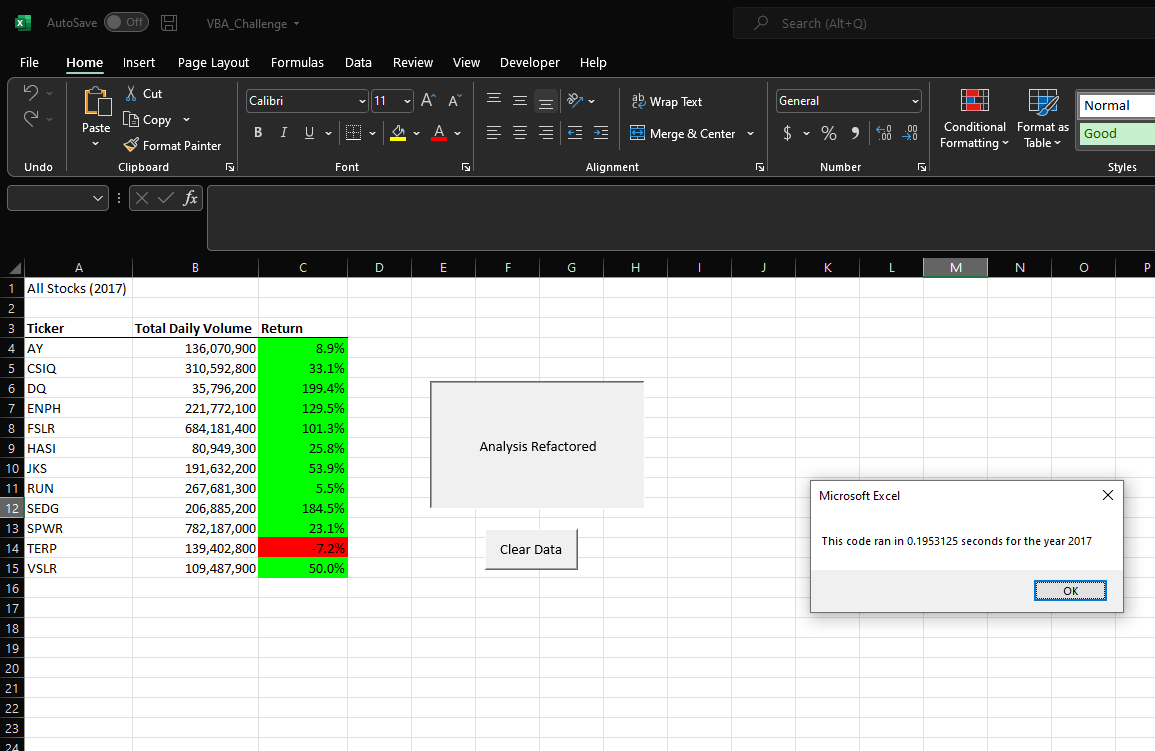 AutoSave Off VBA_Challenge Search (Alt+Q)
File Home Insert Page Layout Formulas Data Review View Developer Help
Cut Calibri 11 A A Wrap Text General Normal
Paste Copy B I U A Merge & Center $ % Conditional Formatting Format as Table Good
Format Painter
Undo Clipboard Font Alignment Number Styles
fx
A B C D E F G H I J K L M N O P
1 All Stocks (2017)
2
3 Ticker Total Daily Volume Return
4 AY 136,070,900 8.9%
5 CSIQ 310,592,800 33.1%
6 DQ 35,796,200 199.4%
7 ENPH 221,772,100 129.5%
8 FSLR 684,181,400 101.3%
9 HASI 80,949,300 25.8%
10 JKS 191,632,200 53.9%
11 RUN 267,681,300 5.5%
12 SEDG 206,885,200 184.5%
13 SPWR 782,187,000 23.1%
14 TERP 139,402,800 -7.2%
15 VSLR 109,487,900 50.0%
16
17
18
19
20
21
22
23
24
Analysis Refactored
Clear Data
Microsoft Excel
This code ran in 0.1953125 seconds for the year 2017
OK